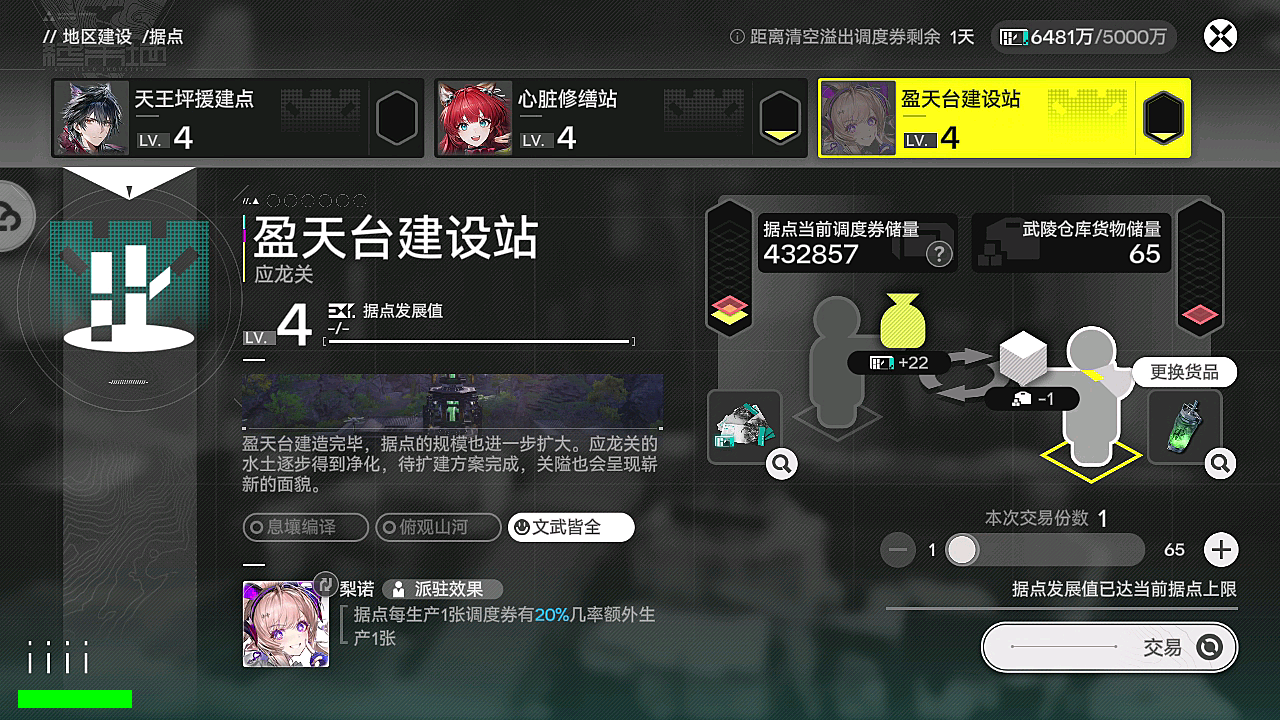 // 地区建设 /据点
距离清空溢出调度券剩余 1天
6481万/5000万
天王坪援建点
LV. 4
心脏修缮站
LV. 4
盈天台建设站
LV. 4
盈天台建设站
应龙关
LV. 4
EXP. 据点发展值
-/-
盈天台建造完毕，据点的规模也进一步扩大。应龙关的
水土逐步得到净化，待扩建方案完成，关隘也会呈现崭
新的面貌。
息壤编译
俯观山河
文武皆全
梨诺 派驻效果
据点每生产1张调度券有20%几率额外生
产1张
据点当前调度券储量
432857
?
武陵仓库货物储量
65
+22
-1
更换货品
本次交易份数 1
1
65
据点发展值已达当前据点上限
交易